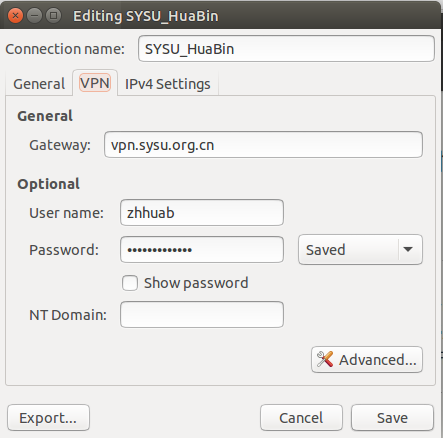 Editing SYSU_HuaBin
Connection name: SYSU_HuaBin
General VPN IPv4 Settings
General
Gateway: vpn.sysu.org.cn
Optional
User name: zhhuab
Password: ••••••••••••• Saved
Show password
NT Domain:
Advanced...
Export... Cancel Save